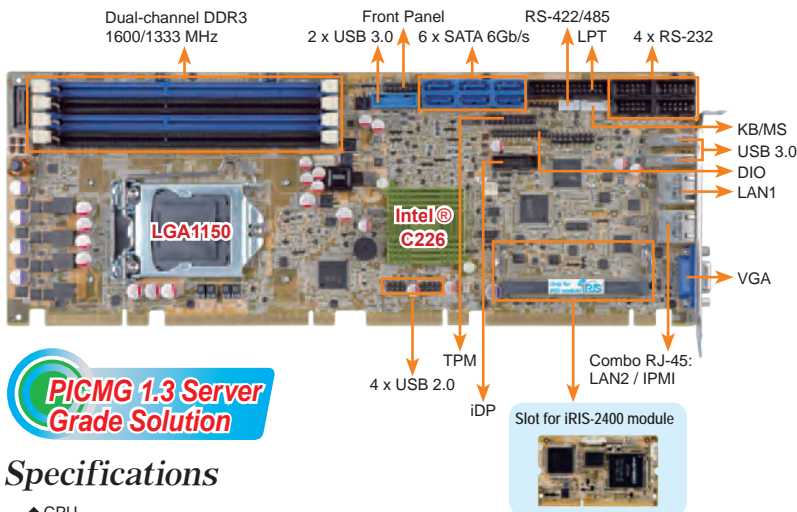 Dual-channel DDR3
1600/1333 MHz
Front Panel
2 x USB 3.0
6 x SATA 6Gb/s
RS-422/485
LPT
4 x RS-232
KB/MS
USB 3.0
DIO
LAN1
LGA1150
Intel®
C226
VGA
TPM
4 x USB 2.0
iDP
Combo RJ-45:
LAN2 / IPMI
PICMG 1.3 Server
Grade Solution
Slot for iRIS-2400 module
Specifications
◆ CPU